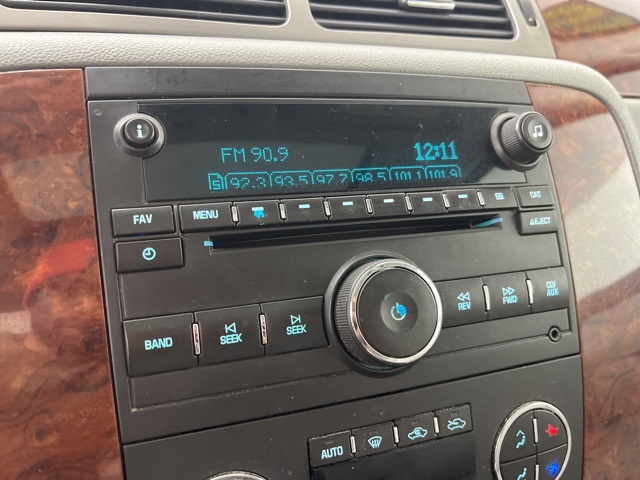 i
FM 90.9 12:11
92.3 93.5 97.7 98.5 101.1 101.9
FAV MENU CAT
EJECT
BAND SEEK SEEK REV FWD CD/AUX
AUTO